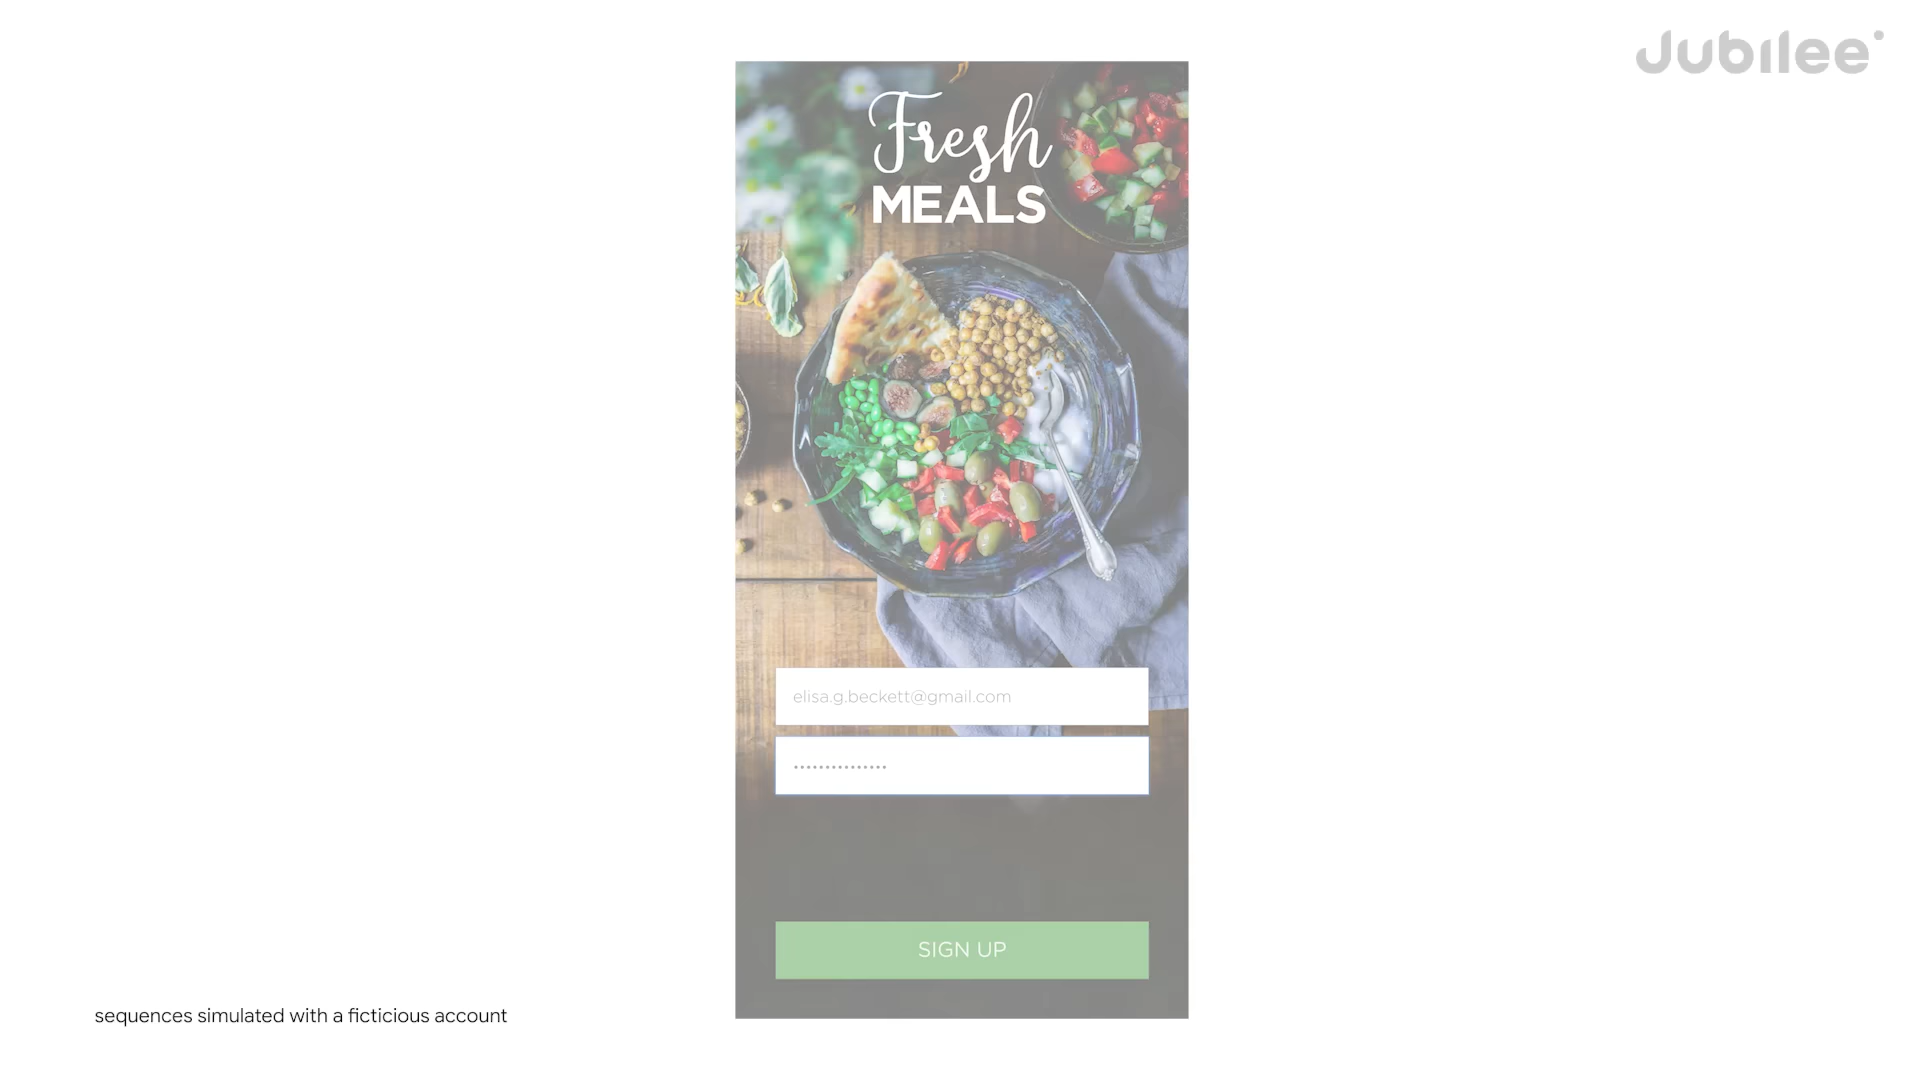 Jubilee
Fresh
MEALS
elisa.g.beckett@gmail.com
•••••••••••••••
SIGN UP
sequences simulated with a ficticious account